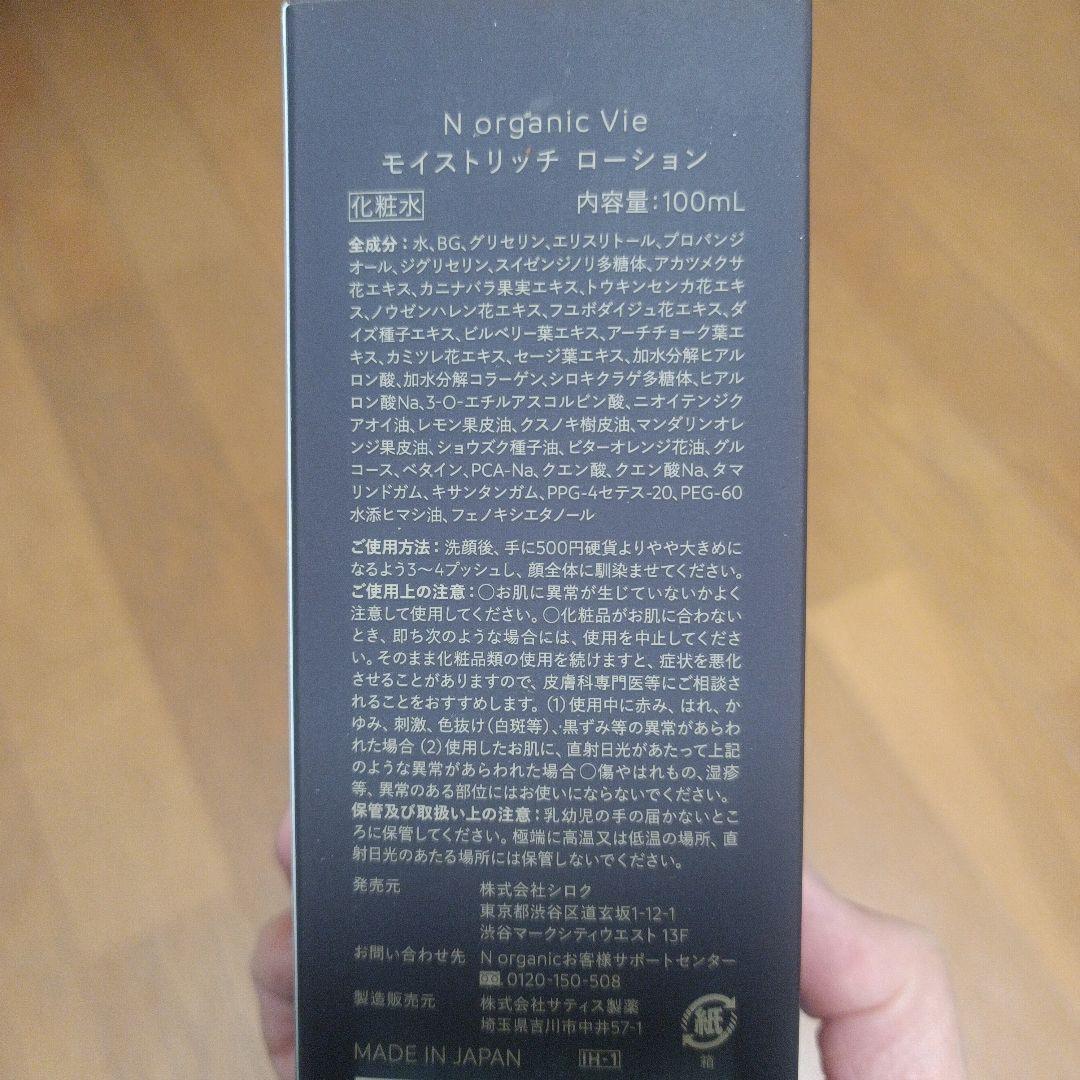 N organic Vie
モイストリッチ ローション
化粧水 内容量:100mL
全成分:水、BG、グリセリン、エリスリトール、プロパンジ
オール、ジグリセリン、スイゼンジノリ多糖体、アカツメクサ
花エキス、カニナバラ果実エキス、トウキンセンカ花エキ
ス、ノウゼンハレン花エキス、フユボダイジュ花エキス、ダ
イズ種子エキス、ビルベリー葉エキス、アーチチョーク葉エ
キス、カミツレ花エキス、セージ葉エキス、加水分解ヒアル
ロン酸、加水分解コラーゲン、シロキクラゲ多糖体、ヒアル
ロン酸Na、3-O-エチルアスコルビン酸、ニオイテンジク
アオイ油、レモン果皮油、クスノキ樹皮油、マンダリンオレ
ンジ果皮油、ショウズク種子油、ビターオレンジ花油、グル
コース、ベタイン、PCA-Na、クエン酸、クエン酸Na、タマ
リンドガム、キサンタンガム、PPG-4セテス-20、PEG-60
水添ヒマシ油、フェノキシエタノール
ご使用方法:洗顔後、手に500円硬貨よりやや大きめに
なるよう3〜4プッシュし、顔全体に馴染ませてください。
ご使用上の注意:○お肌に異常が生じていないかよく
注意して使用してください。○化粧品がお肌に合わない
とき、即ち次のような場合には、使用を中止してくださ
い。そのまま化粧品類の使用を続けますと、症状を悪化
させることがありますので、皮膚科専門医等にご相談さ
れることをおすすめします。(1)使用中に赤み、はれ、か
ゆみ、刺激、色抜け(白斑等)、黒ずみ等の異常があらわ
れた場合 (2)使用したお肌に、直射日光があたって上記
のような異常があらわれた場合 ○傷やはれもの、湿疹
等、異常のある部位にはお使いにならないでください。
保管及び取扱い上の注意:乳幼児の手の届かないとこ
ろに保管してください。極端に高温又は低温の場所、直
射日光のあたる場所には保管しないでください。
発売元 株式会社シロク
東京都渋谷区道玄坂1-12-1
渋谷マークシティウエスト 13F
お問い合わせ先 N organicお客様サポートセンター
0120-150-508
製造販売元 株式会社サティス製薬
埼玉県吉川市中井57-1
紙
箱
MADE IN JAPAN IH-1